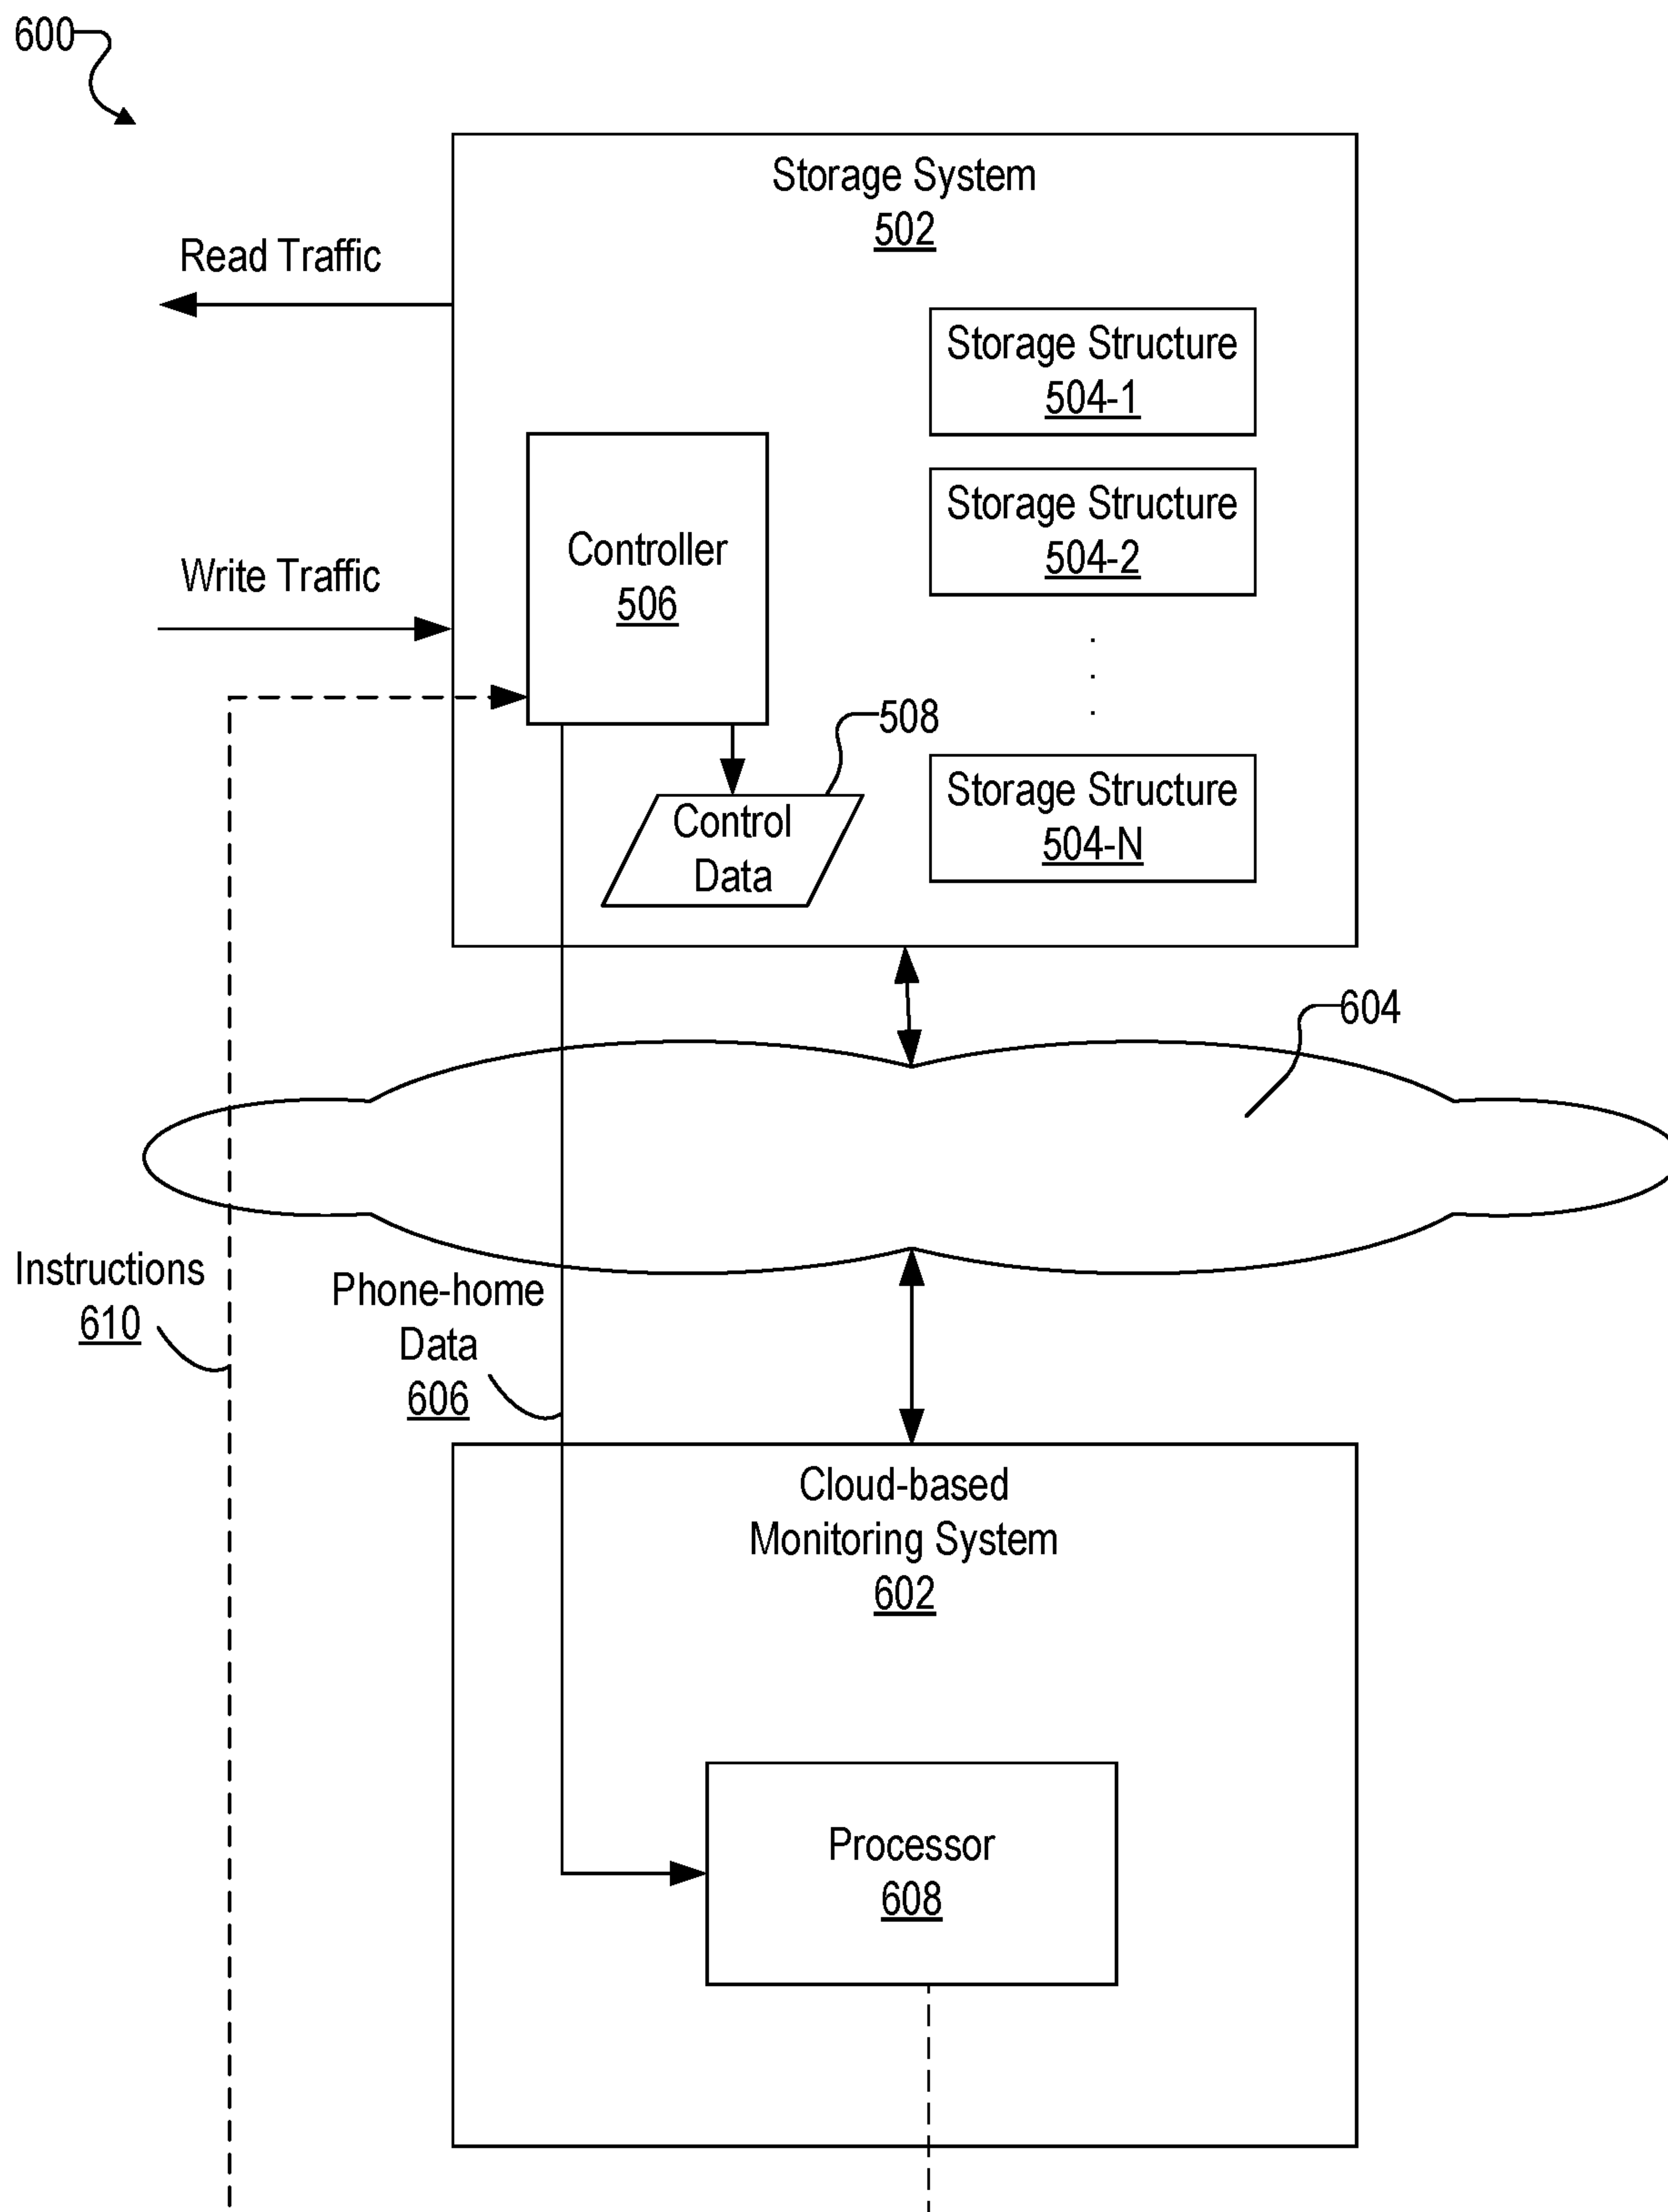 600
Storage System
502
Read Traffic
Storage Structure
504-1
Storage Structure
504-2
Controller
506
Write Traffic
508
Storage Structure
504-N
Control
Data
604
Instructions
610
Phone-home
Data
606
Cloud-based
Monitoring System
602
Processor
608